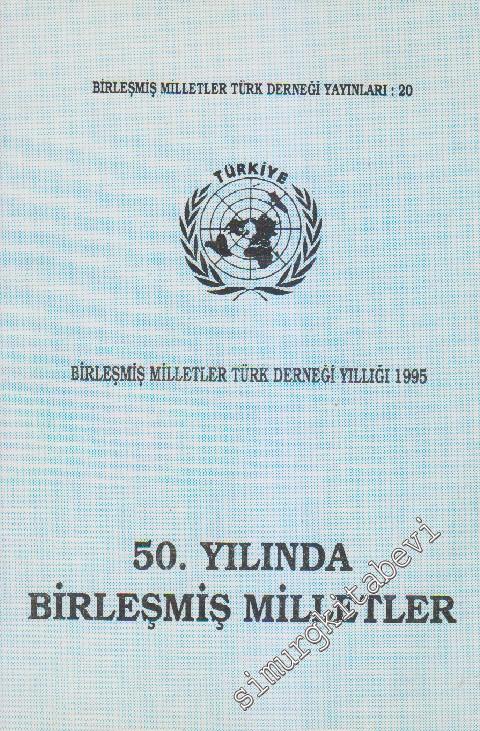 BİRLEŞMİŞ MİLLETLER TÜRK DERNEĞİ YAYINLARI : 20
TÜRKİYE
BİRLEŞMİŞ MİLLETLER TÜRK DERNEĞİ YILLIĞI 1995
50. YILINDA
BİRLEŞMİŞ MİLLETLER
simurgkitabevi